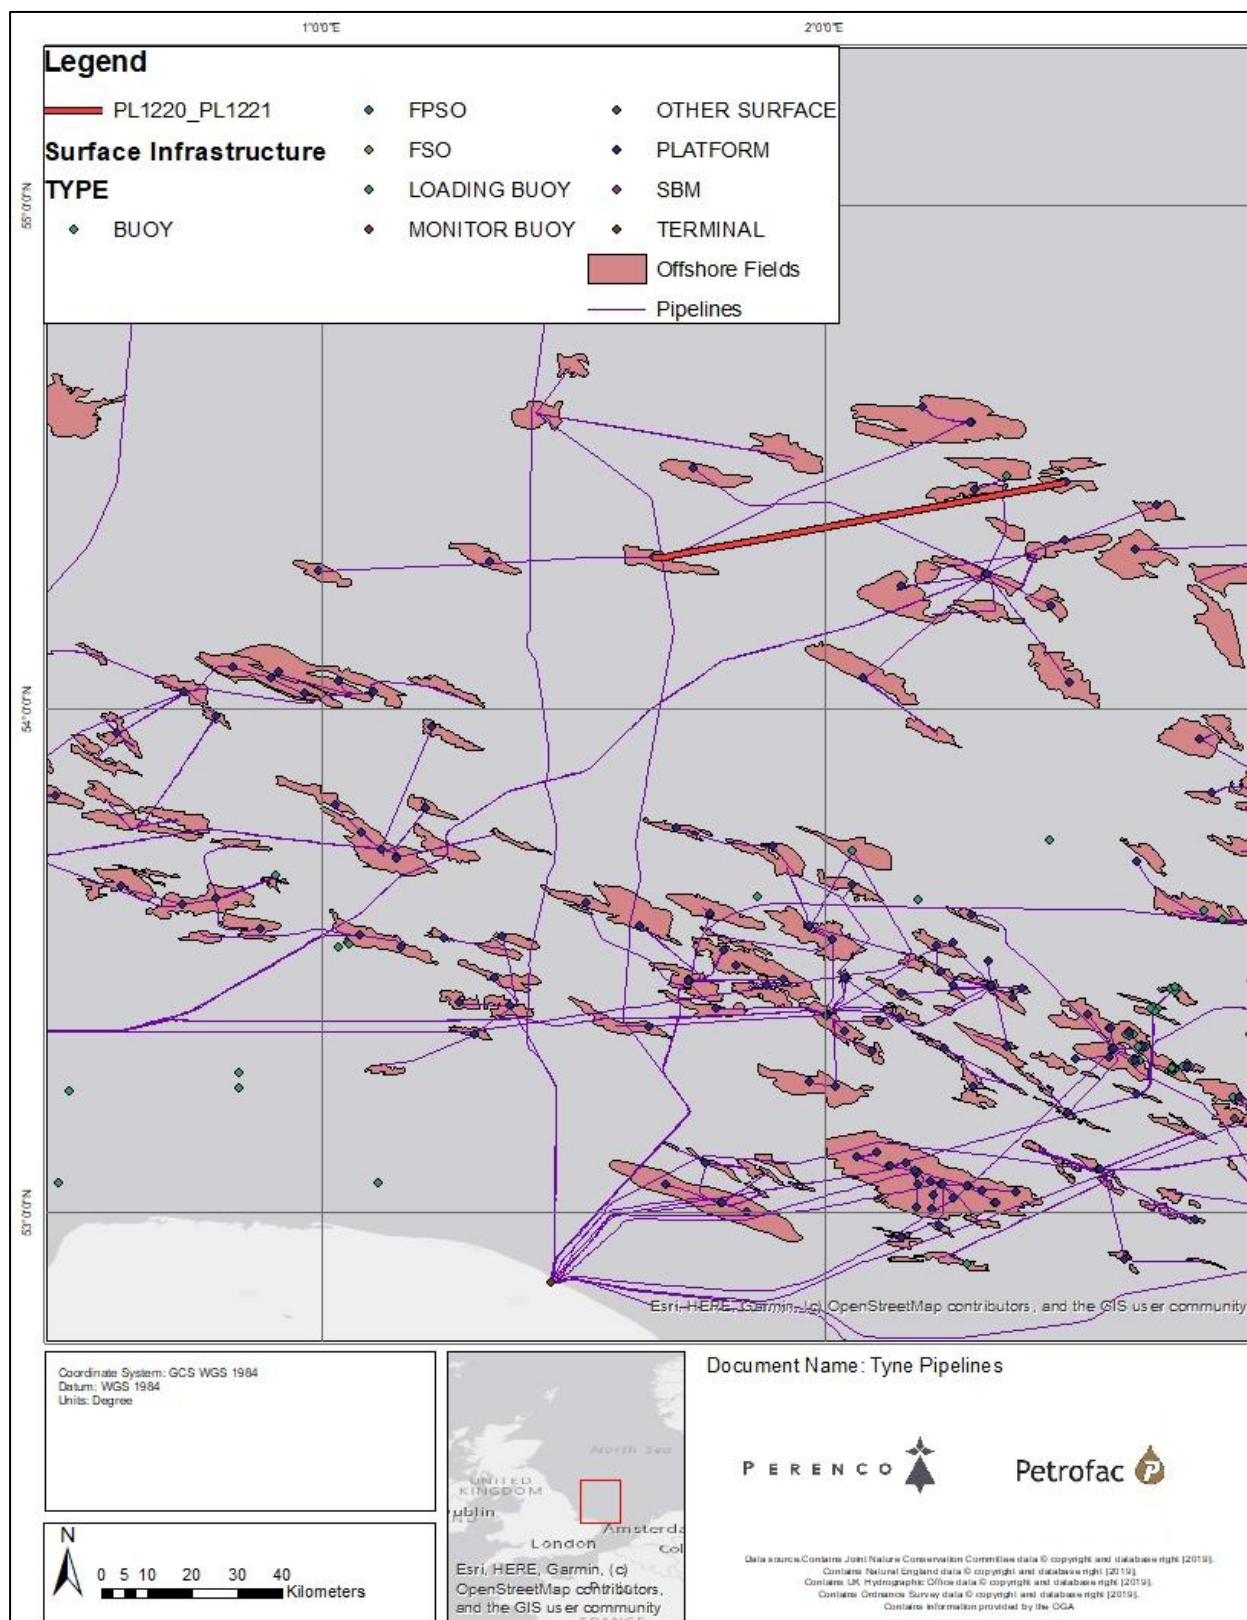 1°0'0"E
2°0'0"E
Legend
PL1220_PL1221
Surface Infrastructure
TYPE
BUOY
FPSO
FSO
LOADING BUOY
MONITOR BUOY
OTHER SURFACE
PLATFORM
SBM
TERMINAL
Offshore Fields
Pipelines
55°0'0"N
54°0'0"N
53°0'0"N
Esri, HERE, Garmin, (c) OpenStreetMap contributors, and the GIS user community
Coordinate System: GCS WGS 1984
Datum: WGS 1984
Units: Degree
N
0 5 10 20 30 40
Kilometers
North Sea
UNITED
KINGDOM
ublin
London
Amsterda
Esri, HERE, Garmin, (c)
OpenStreetMap contributors,
and the GIS user community
Document Name: Tyne Pipelines
PERENCO
Petrofac
Data source:Contains Joint Nature Conservation Committee data © copyright and database right [2019].
Contains Natural England data © copyright and database right [2019],
Contains UK Hydrographic Office data © copyright and database right [2019],
Contains Ordnance Survey data © copyright and database right [2019],
Contains information provided by the OGA